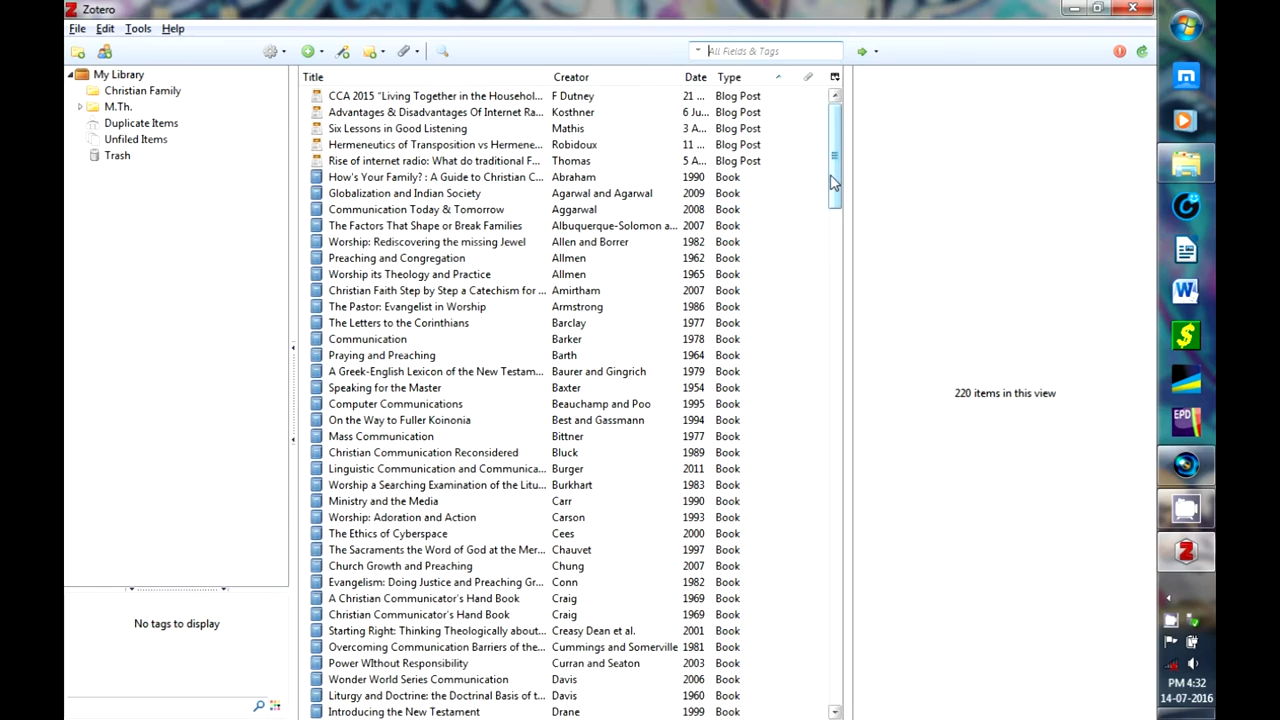 Zotero
File Edit Tools Help
All Fields & Tags
My Library
Christian Family
M.Th.
Duplicate Items
Unfiled Items
Trash
No tags to display
Title Creator Date Type
CCA 2015 "Living Together in the Househol... F Dutney 21 ... Blog Post
Advantages & Disadvantages Of Internet Ra... Kosthner 6 Ju... Blog Post
Six Lessons in Good Listening Mathis 3 A... Blog Post
Hermeneutics of Transposition vs Hermene... Robidoux 11 ... Blog Post
Rise of internet radio: What do traditional F... Thomas 5 A... Blog Post
How's Your Family? : A Guide to Christian C... Abraham 1990 Book
Globalization and Indian Society Agarwal and Agarwal 2009 Book
Communication Today & Tomorrow Aggarwal 2008 Book
The Factors That Shape or Break Families Albuquerque-Solomon a... 2007 Book
Worship: Rediscovering the missing Jewel Allen and Borrer 1982 Book
Preaching and Congregation Allmen 1962 Book
Worship its Theology and Practice Allmen 1965 Book
Christian Faith Step by Step a Catechism for ... Amirtham 2007 Book
The Pastor: Evangelist in Worship Armstrong 1986 Book
The Letters to the Corinthians Barclay 1977 Book
Communication Barker 1978 Book
Praying and Preaching Barth 1964 Book
A Greek-English Lexicon of the New Testam... Baurer and Gingrich 1979 Book
Speaking for the Master Baxter 1954 Book
Computer Communications Beauchamp and Poo 1995 Book
On the Way to Fuller Koinonia Best and Gassmann 1994 Book
Mass Communication Bittner 1977 Book
Christian Communication Reconsidered Bluck 1989 Book
Linguistic Communication and Communica... Burger 2011 Book
Worship a Searching Examination of the Litu... Burkhart 1983 Book
Ministry and the Media Carr 1990 Book
Worship: Adoration and Action Carson 1993 Book
The Ethics of Cyberspace Cees 2000 Book
The Sacraments the Word of God at the Mer... Chauvet 1997 Book
Church Growth and Preaching Chung 2007 Book
Evangelism: Doing Justice and Preaching Gr... Conn 1982 Book
A Christian Communicator's Hand Book Craig 1969 Book
Christian Communicator's Hand Book Craig 1969 Book
Starting Right: Thinking Theologically about... Creasy Dean et al. 2001 Book
Overcoming Communication Barriers of the... Cummings and Somerville 1981 Book
Power WIthout Responsibility Curran and Seaton 2003 Book
Wonder World Series Communication Davis 2006 Book
Liturgy and Doctrine: the Doctrinal Basis of t... Davis 1960 Book
Introducing the New Testament Drane 1999 Book
220 items in this view
EPD
PM 4:32
14-07-2016